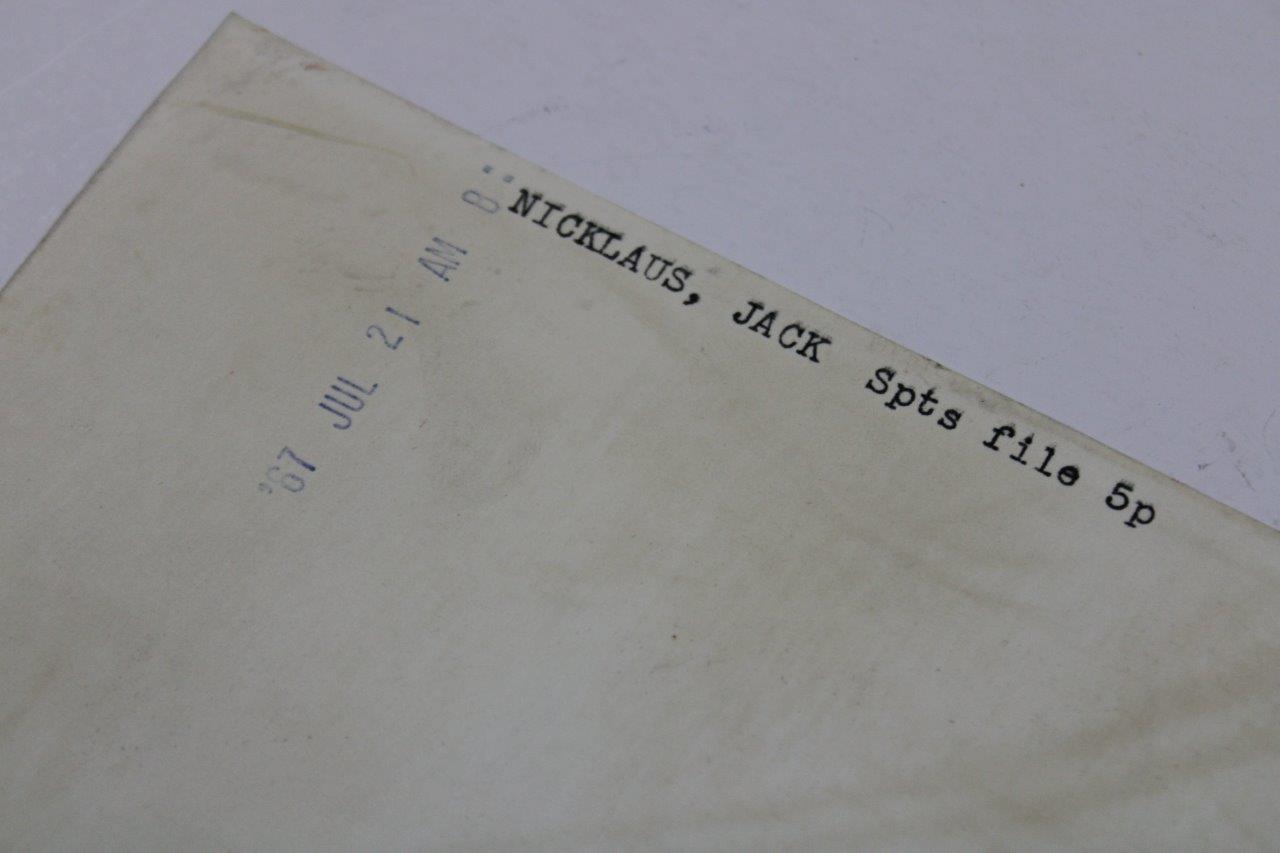 NICKLAUS, JACK Spts file 5p
'67 JUL 21 AM 8